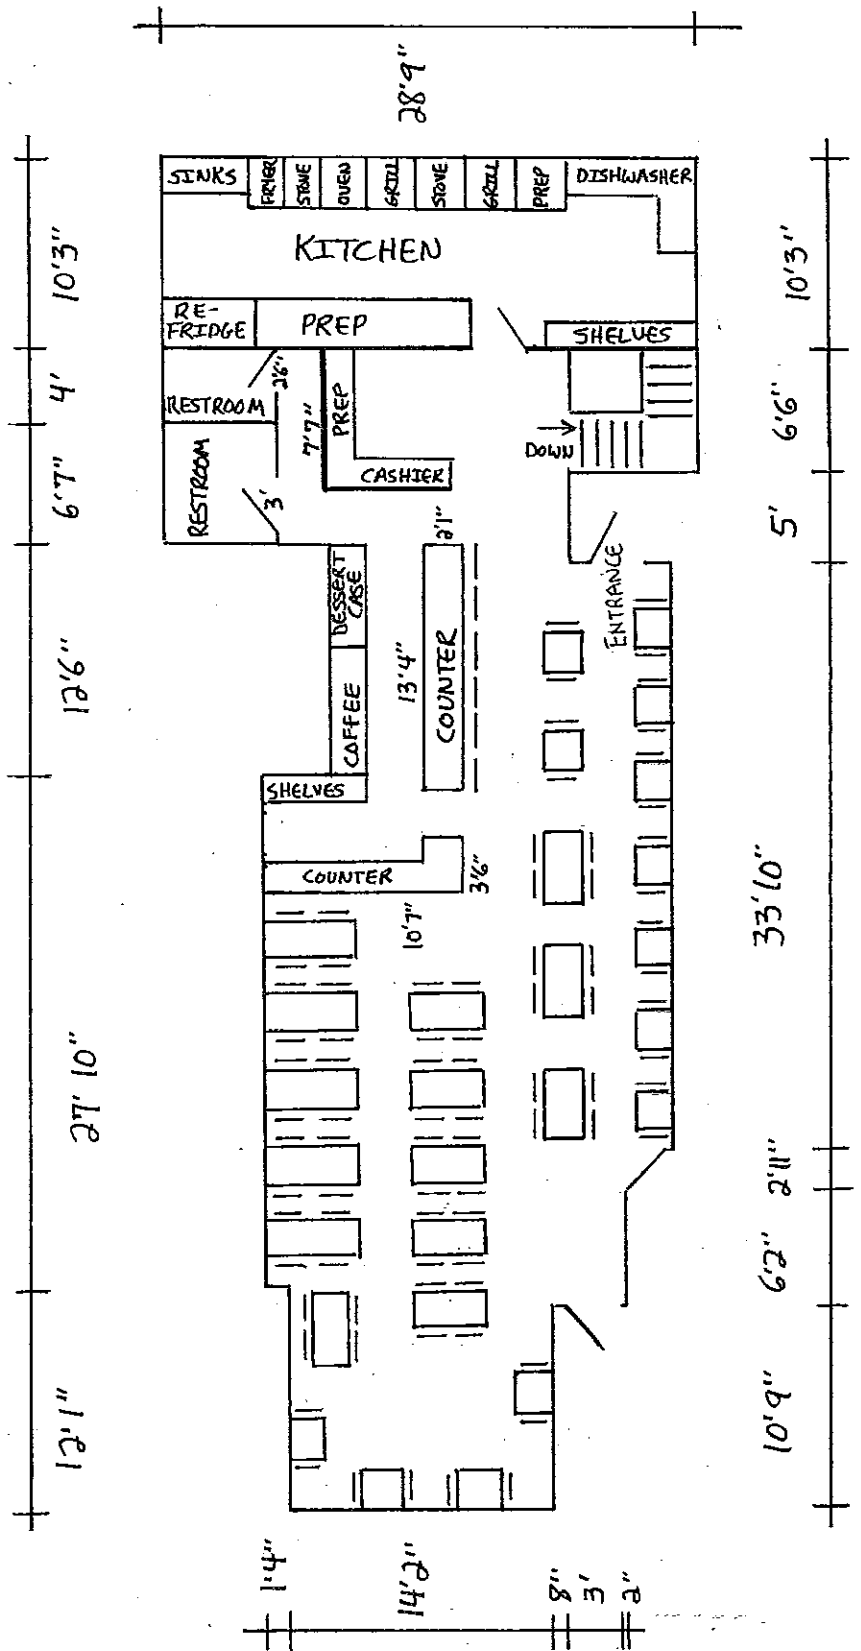 28'9"
SINKS
FRYER
STOVE
OVEN
GRILL
STOVE
GRILL
PREP
DISHWASHER
KITCHEN
10'3"
10'3"
RE-
FRIDGE
PREP
SHELVES
4'
RESTROOM
2'6"
7'7"
PREP
DOWN
6'6"
CASHIER
6'7"
RESTROOM
3'
2'1"
5'
ENTRANCE
DESSERT
CASE
12'6"
COFFEE
13'4"
COUNTER
SHELVES
COUNTER
3'6"
10'7"
33'10"
27'10"
2'11"
6'2"
12'1"
10'9"
1'4"
14'2"
8"
3'
2"